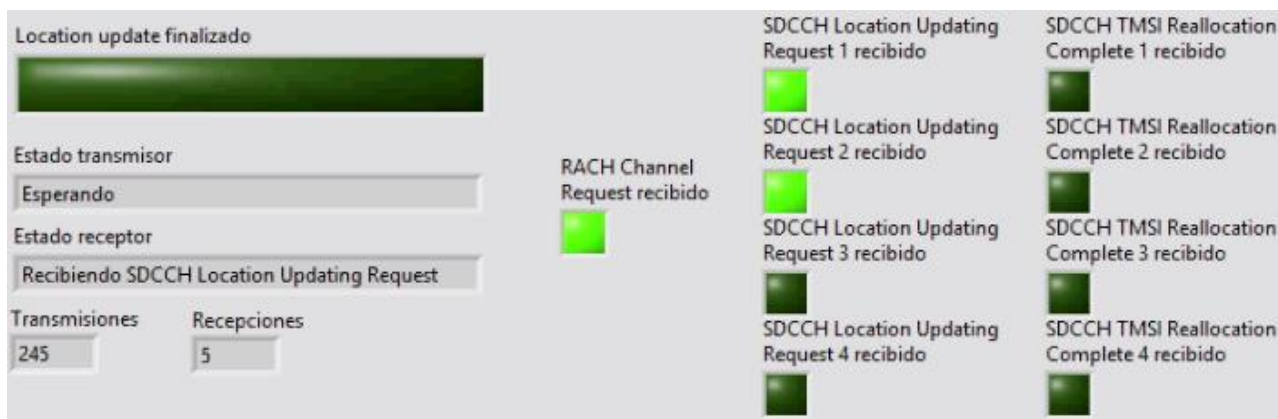 Location update finalizado
Estado transmisor
Esperando
Estado receptor
Recibiendo SDCCH Location Updating Request
Transmisiones
245
Recepciones
5
RACH Channel
Request recibido
SDCCH Location Updating
Request 1 recibido
SDCCH Location Updating
Request 2 recibido
SDCCH Location Updating
Request 3 recibido
SDCCH Location Updating
Request 4 recibido
SDCCH TMSI Reallocation
Complete 1 recibido
SDCCH TMSI Reallocation
Complete 2 recibido
SDCCH TMSI Reallocation
Complete 3 recibido
SDCCH TMSI Reallocation
Complete 4 recibido